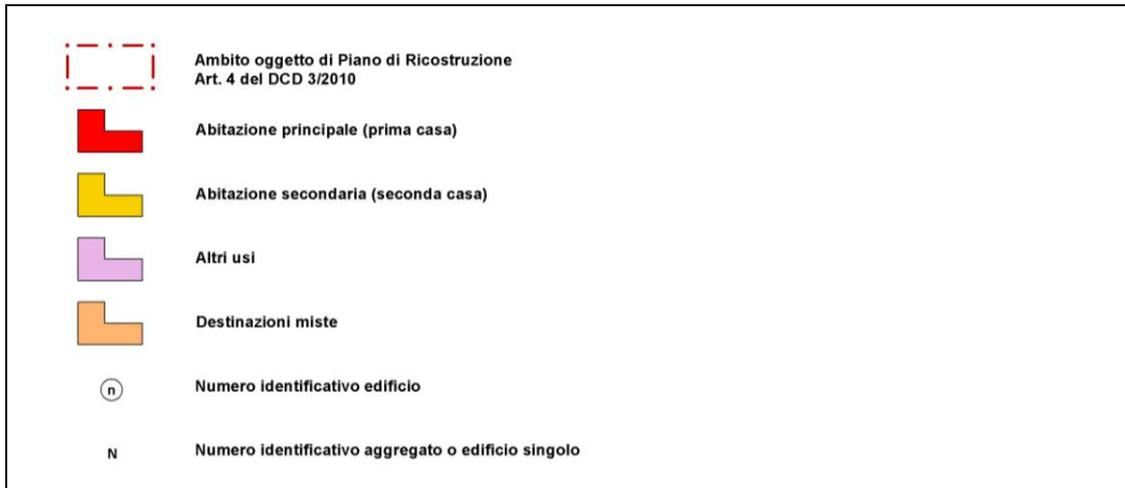 Ambito oggetto di Piano di Ricostruzione
Art. 4 del DCD 3/2010
Abitazione principale (prima casa)
Abitazione secondaria (seconda casa)
Altri usi
Destinazioni miste
n Numero identificativo edificio
N Numero identificativo aggregato o edificio singolo